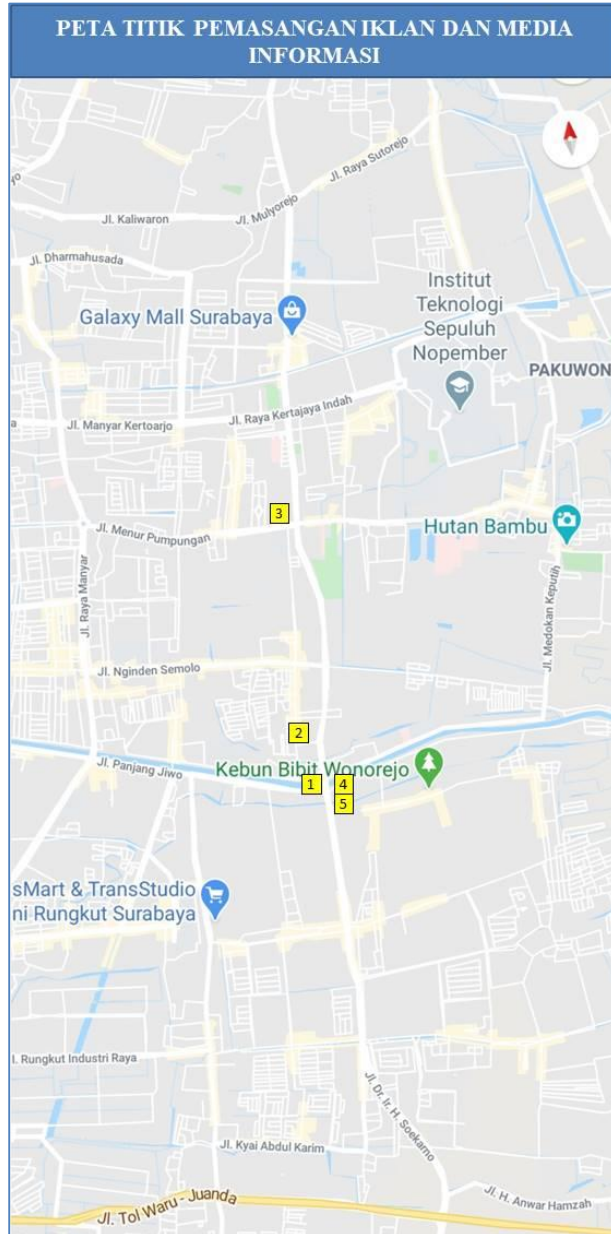 PETA TITIK PEMASANGAN IKLAN DAN MEDIA
INFORMASI
Jl. Raya Sutorejo
Jl. Mulyorejo
Jl. Kaliwaron
Jl. Dharmahusada
Institut
Teknologi
Sepuluh
Nopember
Galaxy Mall Surabaya
PAKUWON
Jl. Raya Kertajaya Indah
Jl. Manyar Kertoarjo
3
Hutan Bambu
Jl. Menur Pumpungan
Jl. Raya Manyar
Jl. Medokan Keputih
Jl. Nginden Semolo
2
Jl. Panjang Jiwo
Kebun Bibit Wonorejo
1
4
5
sMart & TransStudio
ni Rungkut Surabaya
l. Rungkut Industri Raya
Jl. Dr. Ir. H. Soekarno
Jl. Kyai Abdul Karim
Jl. H. Anwar Hamzah
Jl. Tol Waru - Juanda